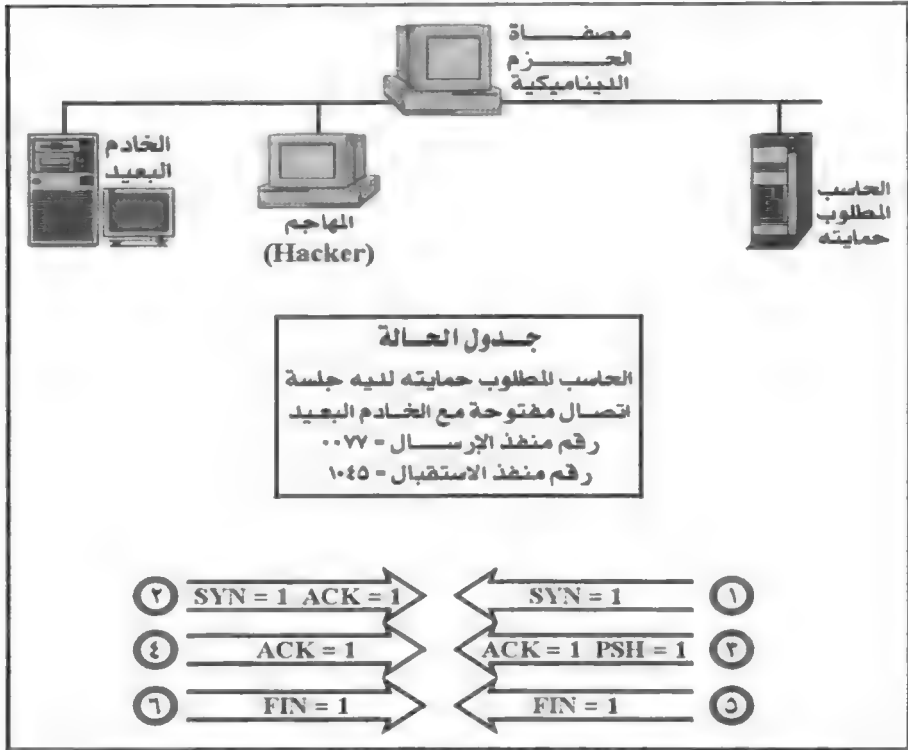 مصفاة
الحزم
الديناميكية
الخادم
البعيد
المهاجم
(Hacker)
الحاسب
المطلوب
حمايته
جدول الحالة
الحاسب المطلوب حمايته لديه جلسة
اتصال مفتوحة مع الخادم البعيد
رقم منفذ الإرسال = ٠٠٧٧
رقم منفذ الاستقبال = ١٠٤٥
١ SYN = 1
٢ SYN = 1 ACK = 1
٣ ACK = 1 PSH = 1
٤ ACK = 1
٥ FIN = 1
٦ FIN = 1